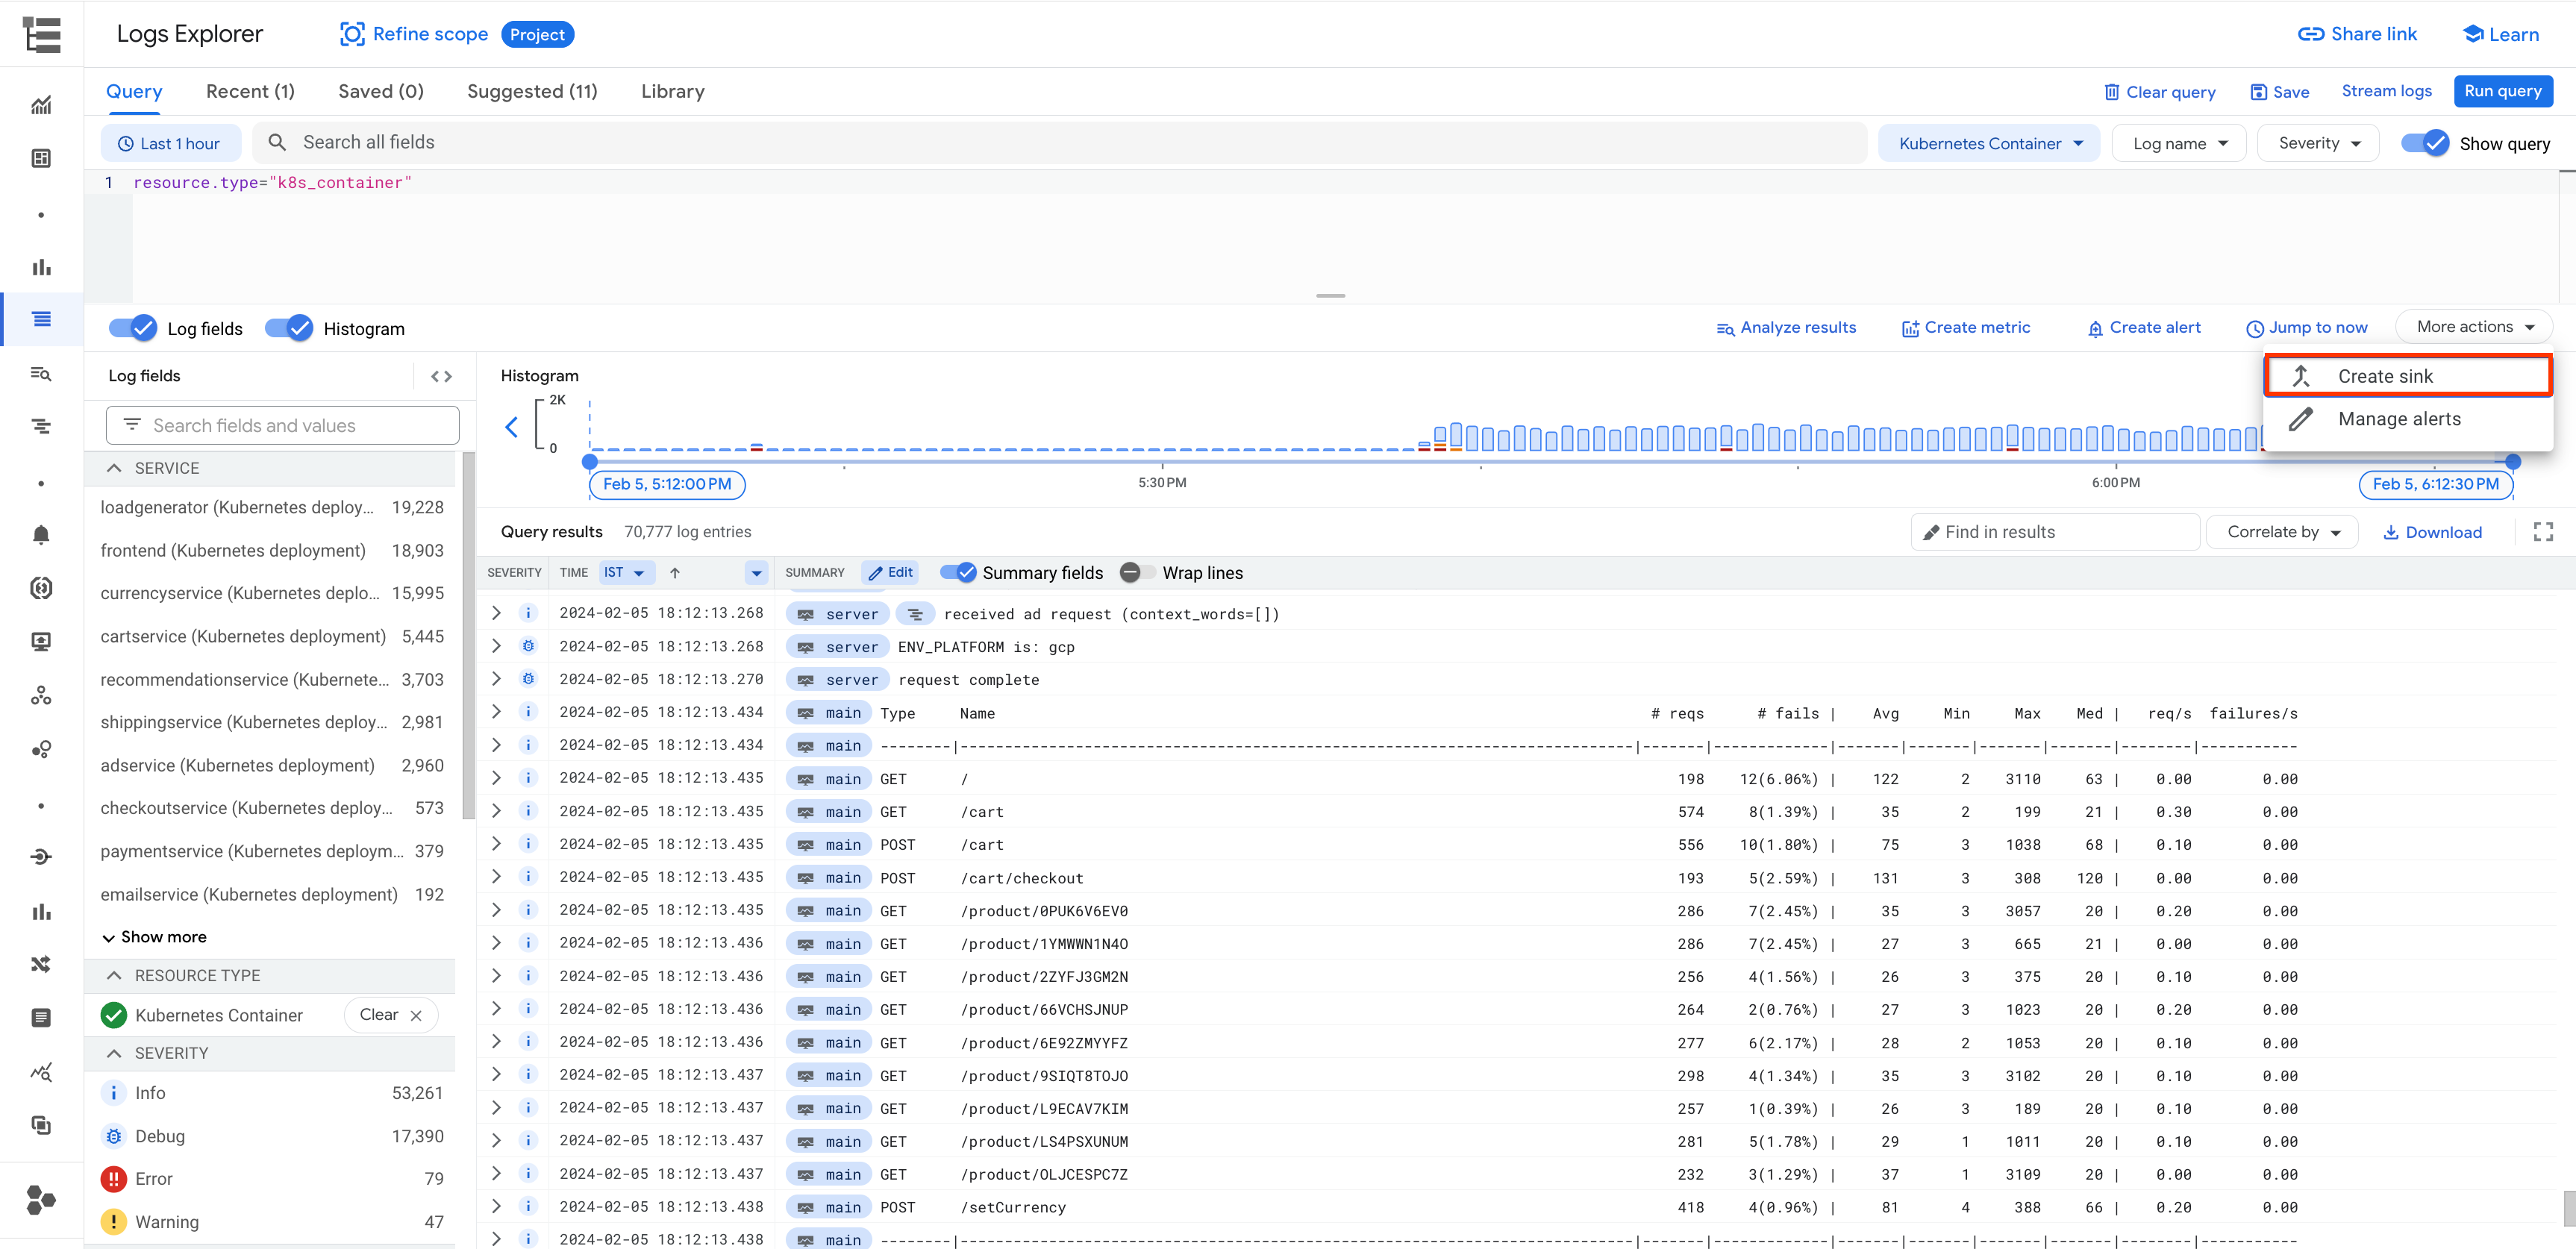 Logs Explorer Refine scope Project Share link Learn
Query Recent (1) Saved (0) Suggested (11) Library Clear query Save Stream logs Run query
Last 1 hour Search all fields Kubernetes Container Log name Severity Show query
1 resource.type="k8s_container"
Log fields Histogram Analyze results Create metric Create alert Jump to now More actions
Create sink
Manage alerts
Log fields
Search fields and values
SERVICE
loadgenerator (Kubernetes deploy... 19,228
frontend (Kubernetes deployment) 18,903
currencyservice (Kubernetes deplo... 15,995
cartservice (Kubernetes deployment) 5,445
recommendationservice (Kubernete... 3,703
shippingservice (Kubernetes deploy... 2,981
adservice (Kubernetes deployment) 2,960
checkoutservice (Kubernetes deploy... 573
paymentservice (Kubernetes deploym... 379
emailservice (Kubernetes deployment) 192
Show more
RESOURCE TYPE
Kubernetes Container Clear
SEVERITY
Info 53,261
Debug 17,390
Error 79
Warning 47
Histogram
2K
0
Feb 5, 5:12:00 PM 5:30 PM 6:00 PM Feb 5, 6:12:30 PM
Query results 70,777 log entries Find in results Correlate by Download
SEVERITY TIME IST SUMMARY Edit Summary fields Wrap lines
2024-02-05 18:12:13.268 server received ad request (context_words=[])
2024-02-05 18:12:13.268 server ENV_PLATFORM is: gcp
2024-02-05 18:12:13.270 server request complete
2024-02-05 18:12:13.434 main Type Name # reqs # fails | Avg Min Max Med | req/s failures/s
2024-02-05 18:12:13.434 main --------|---------------------------------------------------------------------------|-------|-------------|-------|-------|-------|-------|--------|-----------
2024-02-05 18:12:13.435 main GET / 198 12(6.06%) | 122 2 3110 63 | 0.00 0.00
2024-02-05 18:12:13.435 main GET /cart 574 8(1.39%) | 35 2 199 21 | 0.30 0.00
2024-02-05 18:12:13.435 main POST /cart 556 10(1.80%) | 75 3 1038 68 | 0.10 0.00
2024-02-05 18:12:13.435 main POST /cart/checkout 193 5(2.59%) | 131 3 308 120 | 0.00 0.00
2024-02-05 18:12:13.435 main GET /product/0PUK6V6EV0 286 7(2.45%) | 35 3 3057 20 | 0.20 0.00
2024-02-05 18:12:13.436 main GET /product/1YMWWN1N4O 286 7(2.45%) | 27 3 665 21 | 0.00 0.00
2024-02-05 18:12:13.436 main GET /product/2ZYFJ3GM2N 256 4(1.56%) | 26 3 375 20 | 0.10 0.00
2024-02-05 18:12:13.436 main GET /product/66VCHSJNUP 264 2(0.76%) | 27 3 1023 20 | 0.20 0.00
2024-02-05 18:12:13.436 main GET /product/6E92ZMYYFZ 277 6(2.17%) | 28 2 1053 20 | 0.10 0.00
2024-02-05 18:12:13.437 main GET /product/9SIQT8TOJO 298 4(1.34%) | 35 3 3102 20 | 0.10 0.00
2024-02-05 18:12:13.437 main GET /product/L9ECAV7KIM 257 1(0.39%) | 26 3 189 20 | 0.10 0.00
2024-02-05 18:12:13.437 main GET /product/LS4PSXUNUM 281 5(1.78%) | 29 1 1011 20 | 0.10 0.00
2024-02-05 18:12:13.437 main GET /product/OLJCESPC7Z 232 3(1.29%) | 37 1 3109 20 | 0.00 0.00
2024-02-05 18:12:13.438 main POST /setCurrency 418 4(0.96%) | 81 4 388 66 | 0.20 0.00
2024-02-05 18:12:13.438 main --------|---------------------------------------------------------------------------|-------|-------------|-------|-------|-------|-------|--------|-----------